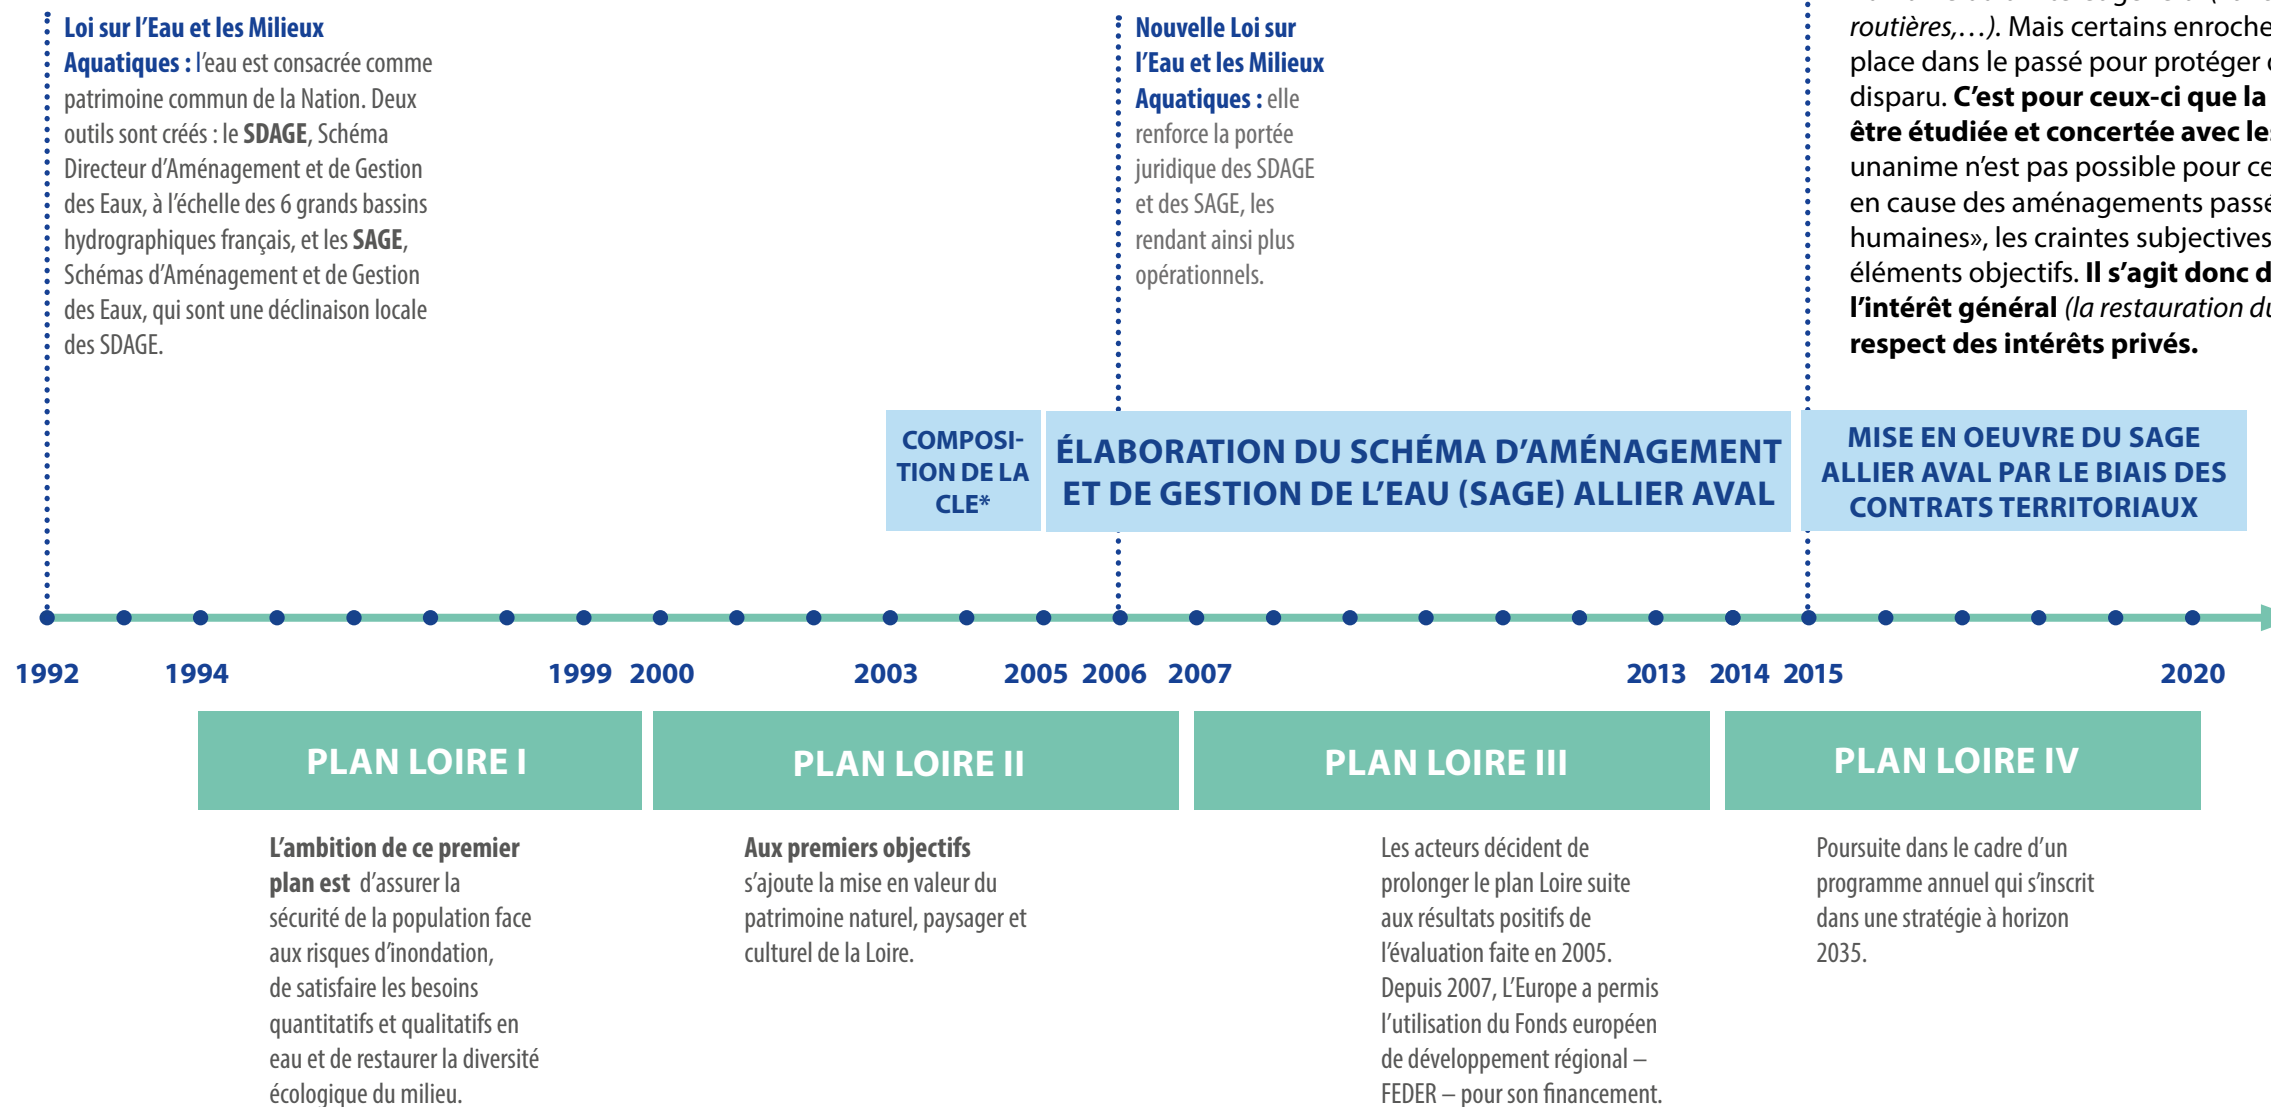 Loi sur l’Eau et les Milieux
Aquatiques : l’eau est consacrée comme
patrimoine commun de la Nation. Deux
outils sont créés : le SDAGE, Schéma
Directeur d’Aménagement et de Gestion
des Eaux, à l’échelle des 6 grands bassins
hydrographiques français, et les SAGE,
Schémas d’Aménagement et de Gestion
des Eaux, qui sont une déclinaison locale
des SDAGE.
Nouvelle Loi sur
l’Eau et les Milieux
Aquatiques : elle
renforce la portée
juridique des SDAGE
et des SAGE, les
rendant ainsi plus
opérationnels.
routières,…). Mais certains enroche
place dans le passé pour protéger
disparu. C’est pour ceux-ci que la
être étudiée et concertée avec les
unanime n’est pas possible pour ce
en cause des aménagements passé
humaines», les craintes subjectives
éléments objectifs. Il s’agit donc d
l’intérêt général (la restauration du
respect des intérêts privés.
COMPOSI-
TION DE LA
CLE*
ÉLABORATION DU SCHÉMA D’AMÉNAGEMENT
ET DE GESTION DE L’EAU (SAGE) ALLIER AVAL
MISE EN OEUVRE DU SAGE
ALLIER AVAL PAR LE BIAIS DES
CONTRATS TERRITORIAUX
1992 1994 1999 2000 2003 2005 2006 2007 2013 2014 2015 2020
PLAN LOIRE I
PLAN LOIRE II
PLAN LOIRE III
PLAN LOIRE IV
L’ambition de ce premier
plan est d’assurer la
sécurité de la population face
aux risques d’inondation,
de satisfaire les besoins
quantitatifs et qualitatifs en
eau et de restaurer la diversité
écologique du milieu.
Aux premiers objectifs
s’ajoute la mise en valeur du
patrimoine naturel, paysager et
culturel de la Loire.
Les acteurs décident de
prolonger le plan Loire suite
aux résultats positifs de
l’évaluation faite en 2005.
Depuis 2007, L’Europe a permis
l’utilisation du Fonds européen
de développement régional –
FEDER – pour son financement.
Poursuite dans le cadre d’un
programme annuel qui s’inscrit
dans une stratégie à horizon
2035.